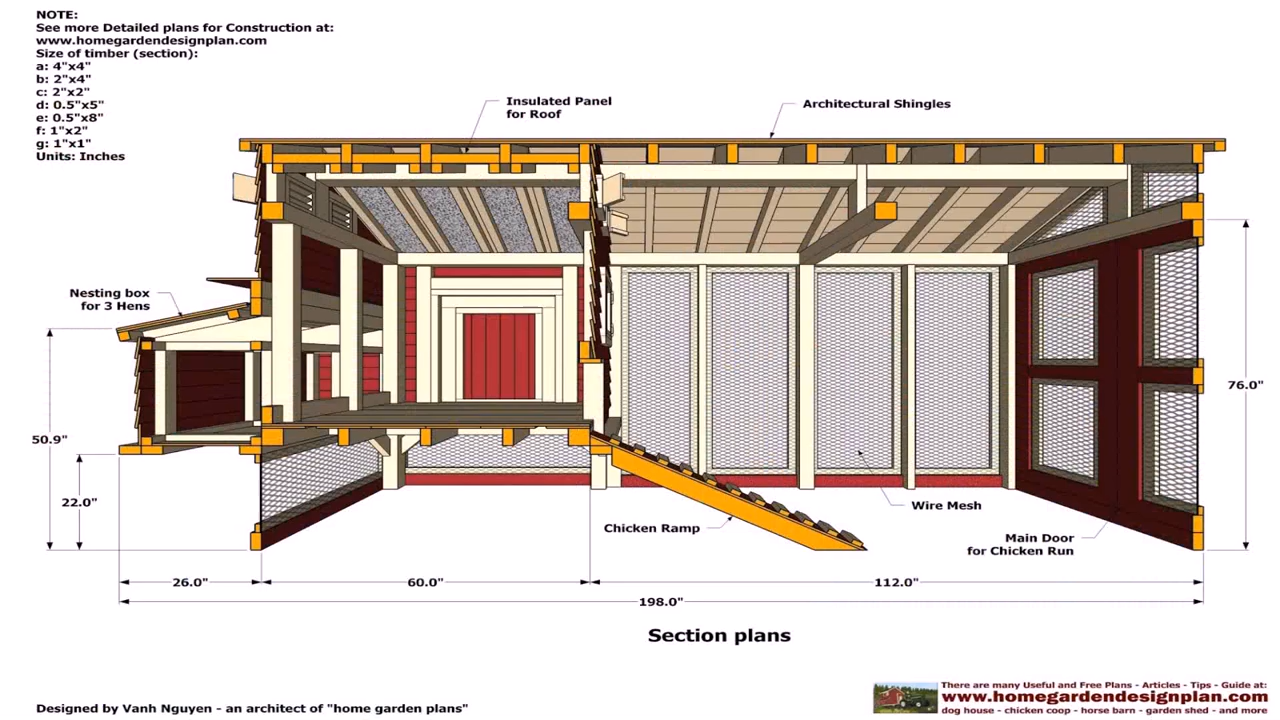 NOTE:
See more Detailed plans for Construction at:
www.homegardendesignplan.com
Size of timber (section):
a: 4"x4"
b: 2"x4"
c: 2"x2"
d: 0.5"x5"
e: 0.5"x8"
f: 1"x2"
g: 1"x1"
Units: Inches
Insulated Panel
for Roof
Architectural Shingles
Nesting box
for 3 Hens
50.9"
22.0"
76.0"
Wire Mesh
Chicken Ramp
Main Door
for Chicken Run
26.0"
60.0"
112.0"
198.0"
Section plans
Designed by Vanh Nguyen - an architect of "home garden plans"
There are many Useful and Free Plans - Articles - Tips - Guide at:
www.homegardendesignplan.com
dog house - chicken coop - horse barn - garden shed - and more